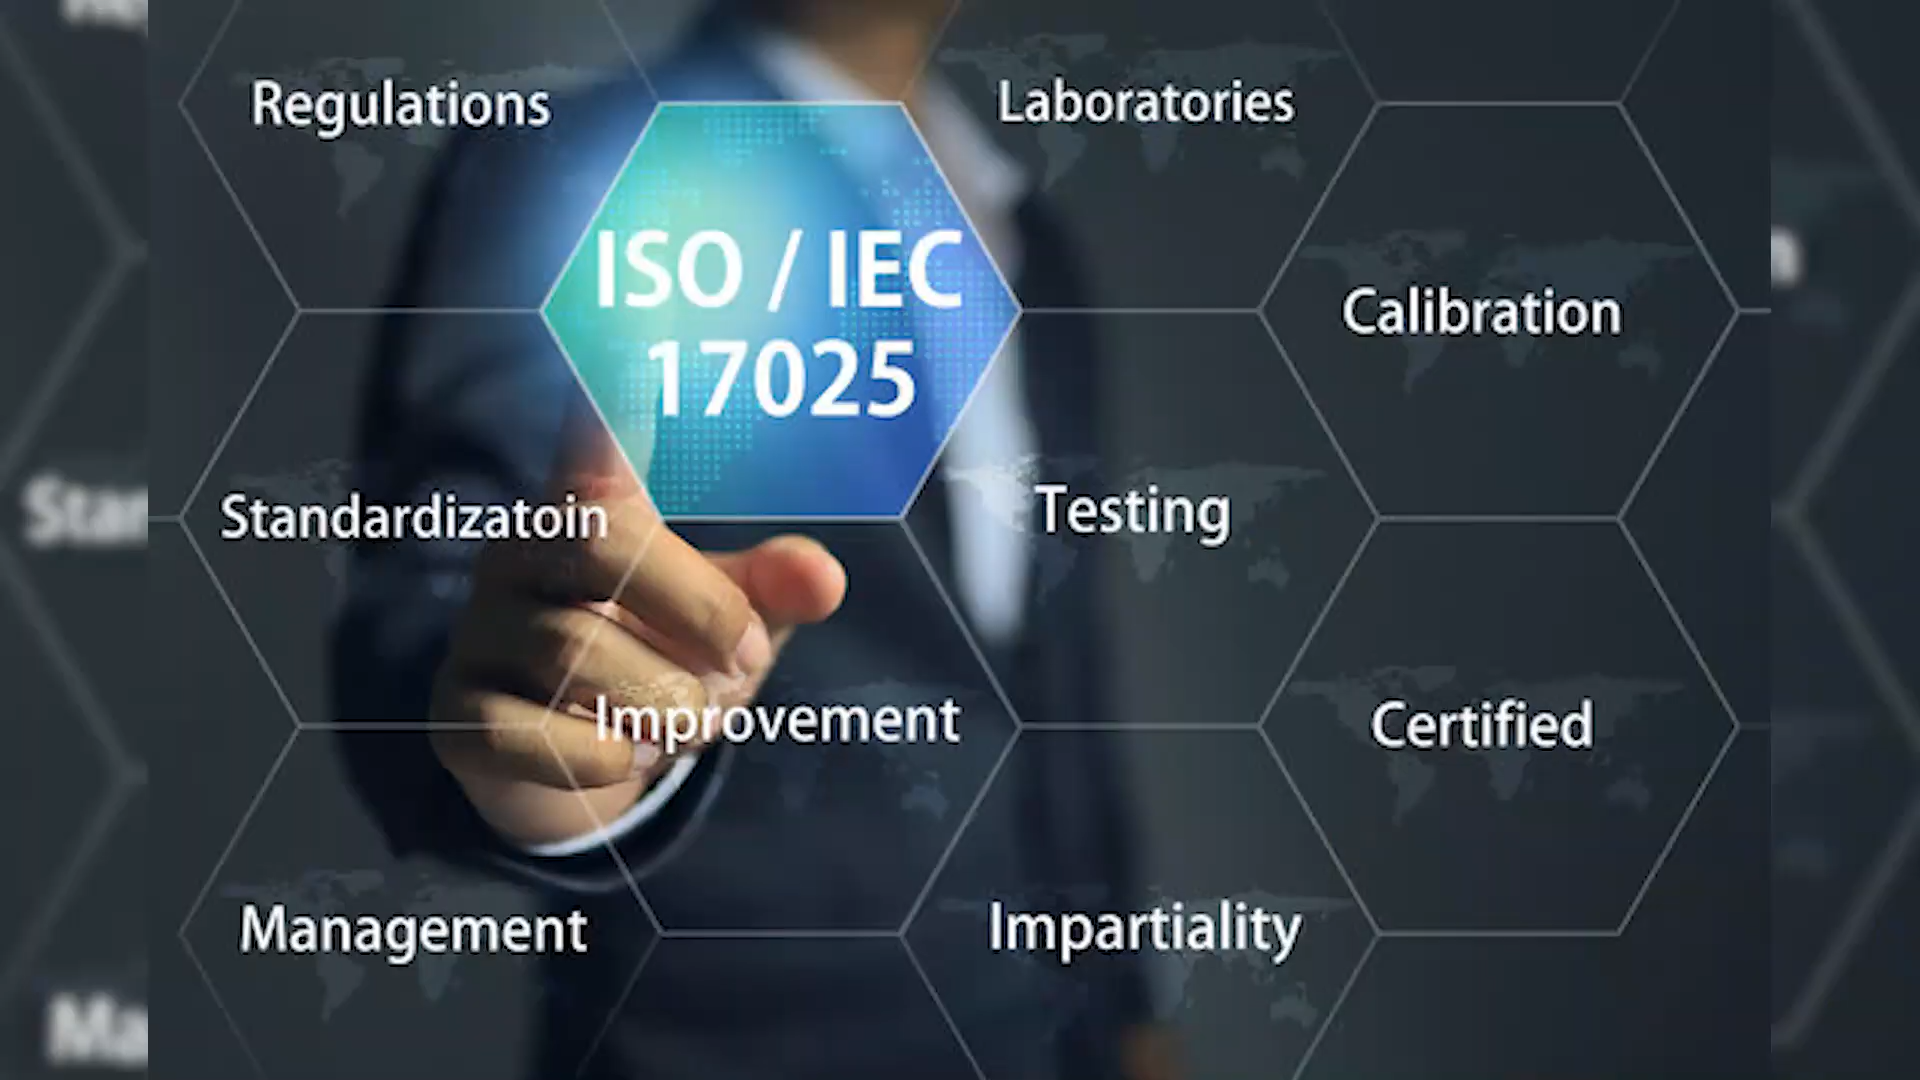 Regulations
Laboratories
ISO / IEC
17025
Calibration
Standardizatoin
Testing
Improvement
Certified
Management
Impartiality